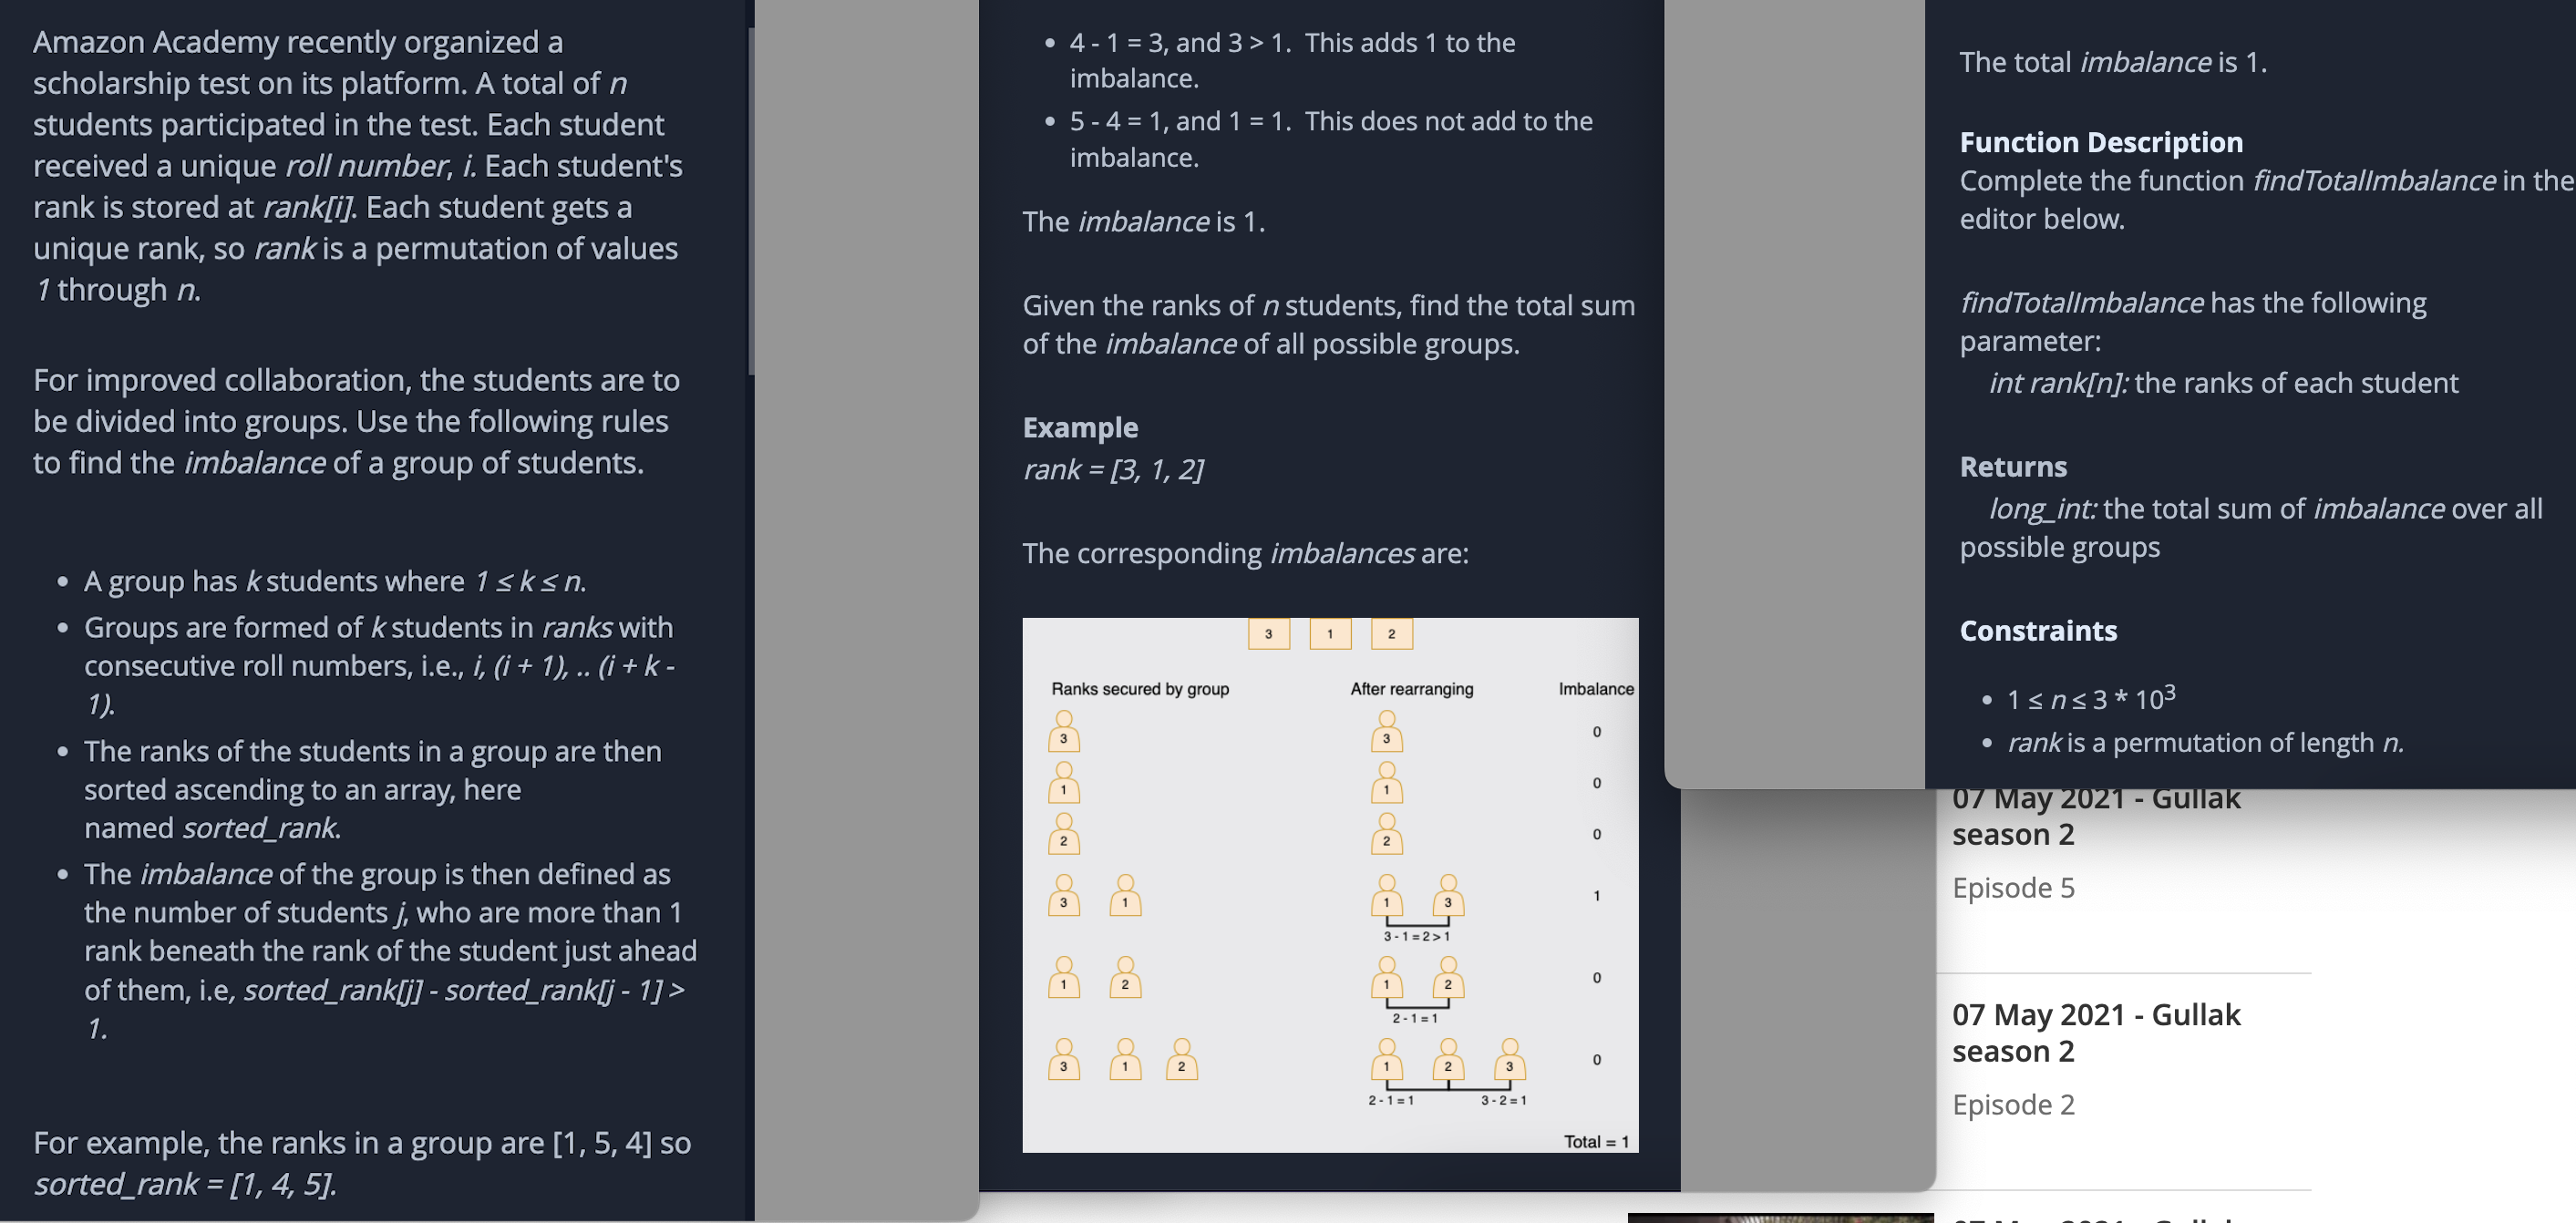 Amazon Academy recently organized a
scholarship test on its platform. A total of n
students participated in the test. Each student
received a unique roll number, i. Each student's
rank is stored at rank[i]. Each student gets a
unique rank, so rank is a permutation of values
1 through n.
For improved collaboration, the students are to
be divided into groups. Use the following rules
to find the imbalance of a group of students.
• A group has k students where 1 ≤ k ≤ n.
• Groups are formed of k students in ranks with
consecutive roll numbers, i.e., i, (i + 1), .. (i + k -
1).
• The ranks of the students in a group are then
sorted ascending to an array, here
named sorted_rank.
• The imbalance of the group is then defined as
the number of students j, who are more than 1
rank beneath the rank of the student just ahead
of them, i.e, sorted_rank[j] - sorted_rank[j - 1] >
1.
For example, the ranks in a group are [1, 5, 4] so
sorted_rank = [1, 4, 5].
• 4 - 1 = 3, and 3 > 1. This adds 1 to the
imbalance.
• 5 - 4 = 1, and 1 = 1. This does not add to the
imbalance.
The imbalance is 1.
Given the ranks of n students, find the total sum
of the imbalance of all possible groups.
Example
rank = [3, 1, 2]
The corresponding imbalances are:
3 1 2
Ranks secured by group After rearranging Imbalance
3 3 0
1 1 0
2 2 0
3 1 1 3 1
3 - 1 = 2 > 1
1 2 1 2 0
2 - 1 = 1
3 1 2 1 2 3 0
2 - 1 = 1 3 - 2 = 1
Total = 1
The total imbalance is 1.
Function Description
Complete the function findTotalImbalance in the
editor below.
findTotalImbalance has the following
parameter:
int rank[n]: the ranks of each student
Returns
long_int: the total sum of imbalance over all
possible groups
Constraints
• 1 ≤ n ≤ 3 * 10³
• rank is a permutation of length n.
07 May 2021 - Gullak
season 2
Episode 5
07 May 2021 - Gullak
season 2
Episode 2